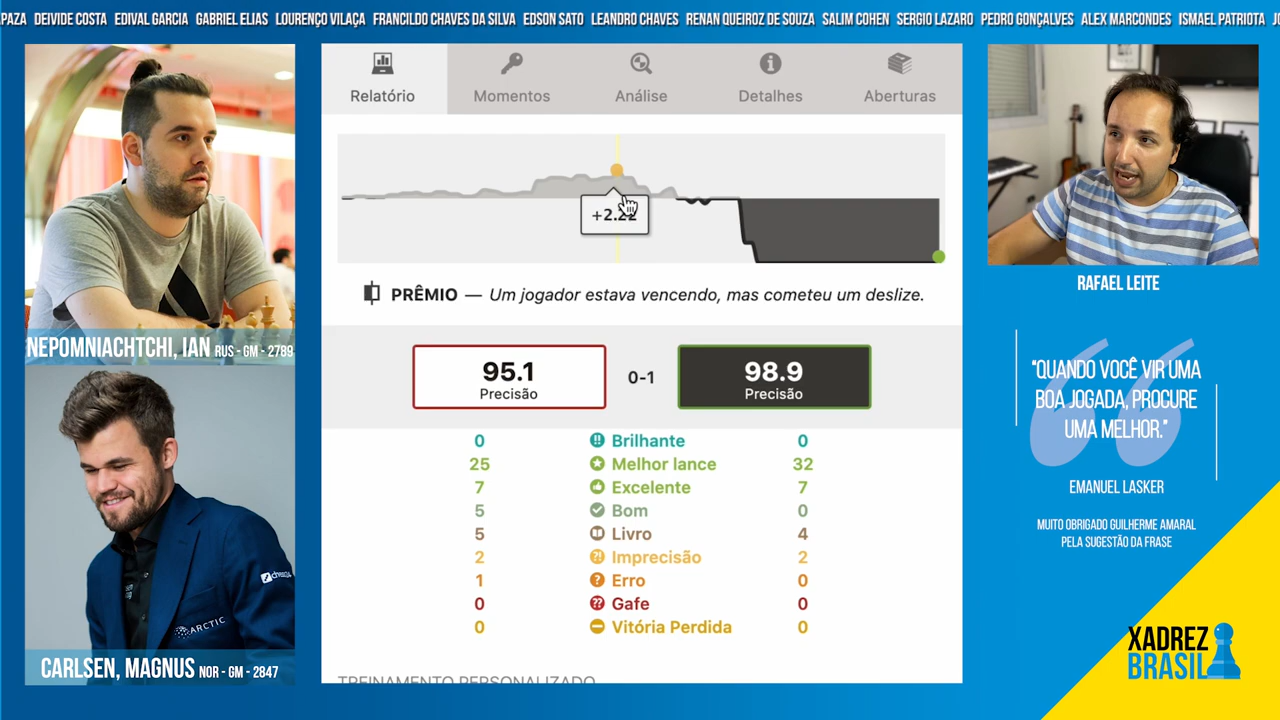 APAZA DEIVIDE COSTA EDIVAL GARCIA GABRIEL ELIAS LOURENÇO VILAÇA FRANCILDO CHAVES DA SILVA EDSON SATO LEANDRO CHAVES RENAN QUEIROZ DE SOUZA SALIM COHEN SERGIO LAZARO PEDRO GONÇALVES ALEX MARCONDES ISMAEL PATRIOTA
Relatório Momentos Análise Detalhes Aberturas
+2.22
PRÊMIO — Um jogador estava vencendo, mas cometeu um deslize.
95.1 Precisão
0-1
98.9 Precisão
0 Brilhante 0
25 Melhor lance 32
7 Excelente 7
5 Bom 0
5 Livro 4
2 Imprecisão 2
1 Erro 0
0 Gafe 0
0 Vitória Perdida 0
TREINAMENTO PERSONALIZADO
NEPOMNIACHTCHI, IAN RUS - GM - 2789
ARCTIC
CARLSEN, MAGNUS NOR - GM - 2847
RAFAEL LEITE
"QUANDO VOCÊ VIR UMA
BOA JOGADA, PROCURE
UMA MELHOR."
EMANUEL LASKER
MUITO OBRIGADO GUILHERME AMARAL
PELA SUGESTÃO DA FRASE
XADREZ
BRASIL